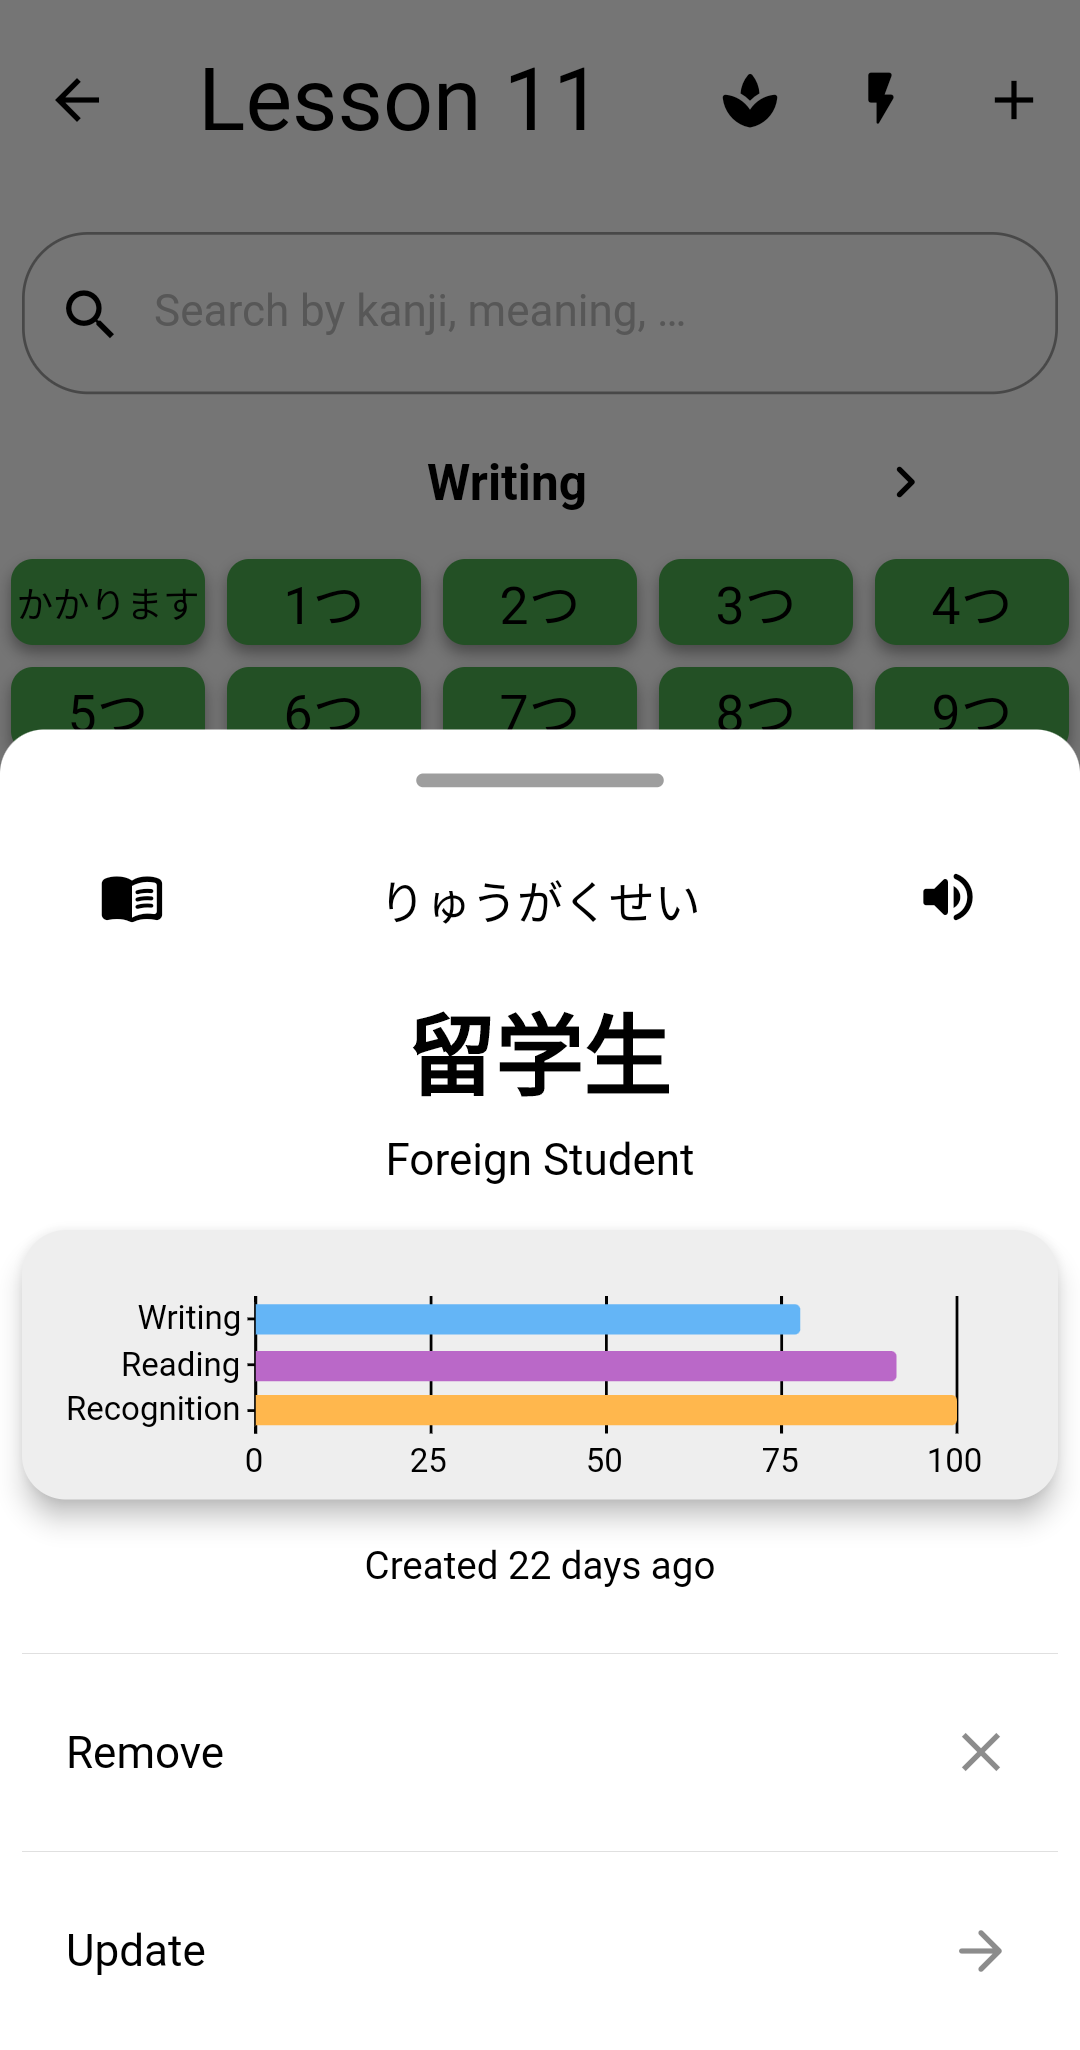 Lesson 11
Search by kanji, meaning, ...
Writing
かかります 1つ 2つ 3つ 4つ
5つ 6つ 7つ 8つ 9つ
りゅうがくせい
留学生
Foreign Student
Writing
Reading
Recognition
0 25 50 75 100
Created 22 days ago
Remove
Update